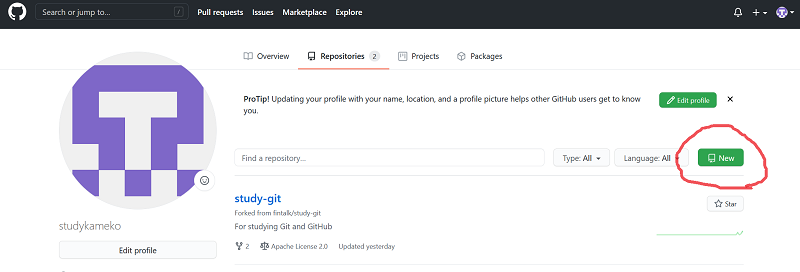 Search or jump to... /
Pull requests Issues Marketplace Explore
Overview Repositories 2 Projects Packages
ProTip! Updating your profile with your name, location, and a profile picture helps other GitHub users get to know
you.
Edit profile
Find a repository...
Type: All
Language: All
New
study-git
Star
Forked from fintalk/study-git
For studying Git and GitHub
2 Apache License 2.0 Updated yesterday
studykameko
Edit profile